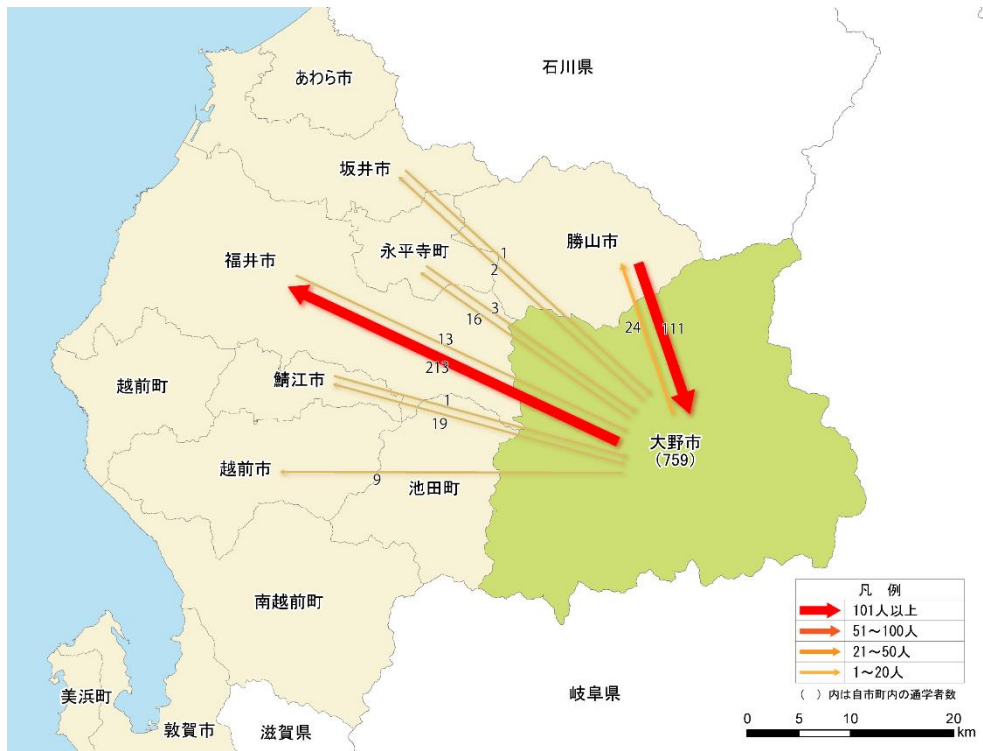 石川県
あわら市
坂井市
勝山市
永平寺町
福井市
1
2
3
16
24
111
13
213
越前町
鯖江市
1
19
大野市
(759)
越前市
9
池田町
南越前町
美浜町
敦賀市
滋賀県
岐阜県
凡 例
101人以上
51～100人
21～50人
1～20人
( ) 内は自市町内の通学者数
0 5 10 20
km